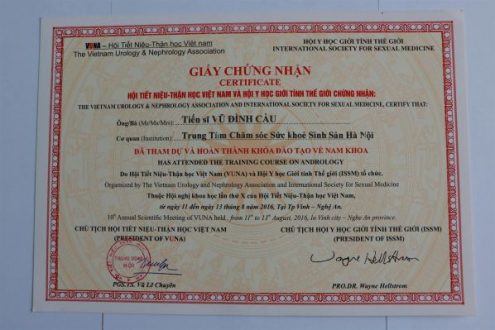 VUNA – Hội Tiết Niệu-Thận học Việt nam
The Vietnam Urology & Nephrology Association
HỘI Y HỌC GIỚI TÍNH THẾ GIỚI
INTERNATIONAL SOCIETY FOR SEXUAL MEDICINE
GIẤY CHỨNG NHẬN
CERTIFICATE
HỘI TIẾT NIỆU-THẬN HỌC VIỆT NAM VÀ HỘI Y HỌC GIỚI TÍNH THẾ GIỚI CHỨNG NHẬN:
THE VIETNAM UROLOGY & NEPHROLOGY ASSOCIATION AND INTERNATIONAL SOCIETY FOR SEXUAL MEDICINE, CERTIFY THAT:
Ông/Bà (Mr/Ms/Mrs): Tiến sĩ VŨ ĐÌNH CẦU
Cơ quan (Institution): Trung Tâm Chăm sóc Sức khoẻ Sinh Sản Hà Nội
ĐÃ THAM DỰ VÀ HOÀN THÀNH KHÓA ĐÀO TẠO VỀ NAM KHOA
HAS ATTENDED THE TRAINING COURSE ON ANDROLOGY
Do Hội Tiết Niệu-Thận học Việt Nam (VUNA) và Hội Y học Giới tính Thế giới (ISSM) tổ chức.
Organized by The Vietnam Urology and Nephrology Association and International Society for Sexual Medicine
Thuộc Hội nghị khoa học lần thứ X của Hội Tiết Niệu-Thận học Việt Nam,
từ ngày 11 đến ngày 13 tháng 8 năm 2016, Tại Tp Vinh – Nghệ An.
10th Annual Scientific Meeting of VUNA held, from 11th to 13th August, 2016, In Vinh city – Nghe An province.
CHỦ TỊCH HỘI TIẾT NIỆU-THẬN HỌC VIỆT NAM
(PRESIDENT OF VUNA)
CHỦ TỊCH HỘI Y HỌC GIỚI TÍNH THẾ GIỚI (ISSM)
(PRESIDENT OF ISSM)
Wayne Hellstrom
PGS.TS. Vũ Lê Chuyên
PRO.DR. Wayne Hellstrom